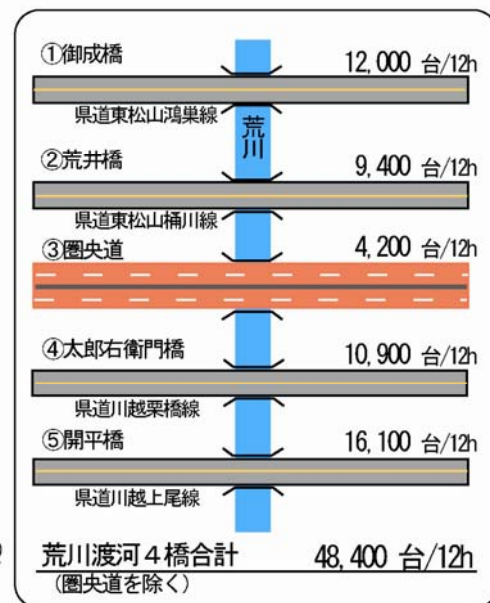 ①御成橋 12,000 台/12h
県道東松山鴻巣線
荒川
②荒井橋 9,400 台/12h
県道東松山桶川線
③圏央道 4,200 台/12h
④太郎右衛門橋 10,900 台/12h
県道川越栗橋線
⑤開平橋 16,100 台/12h
県道川越上尾線
荒川渡河４橋合計 48,400 台/12h
(圏央道を除く)